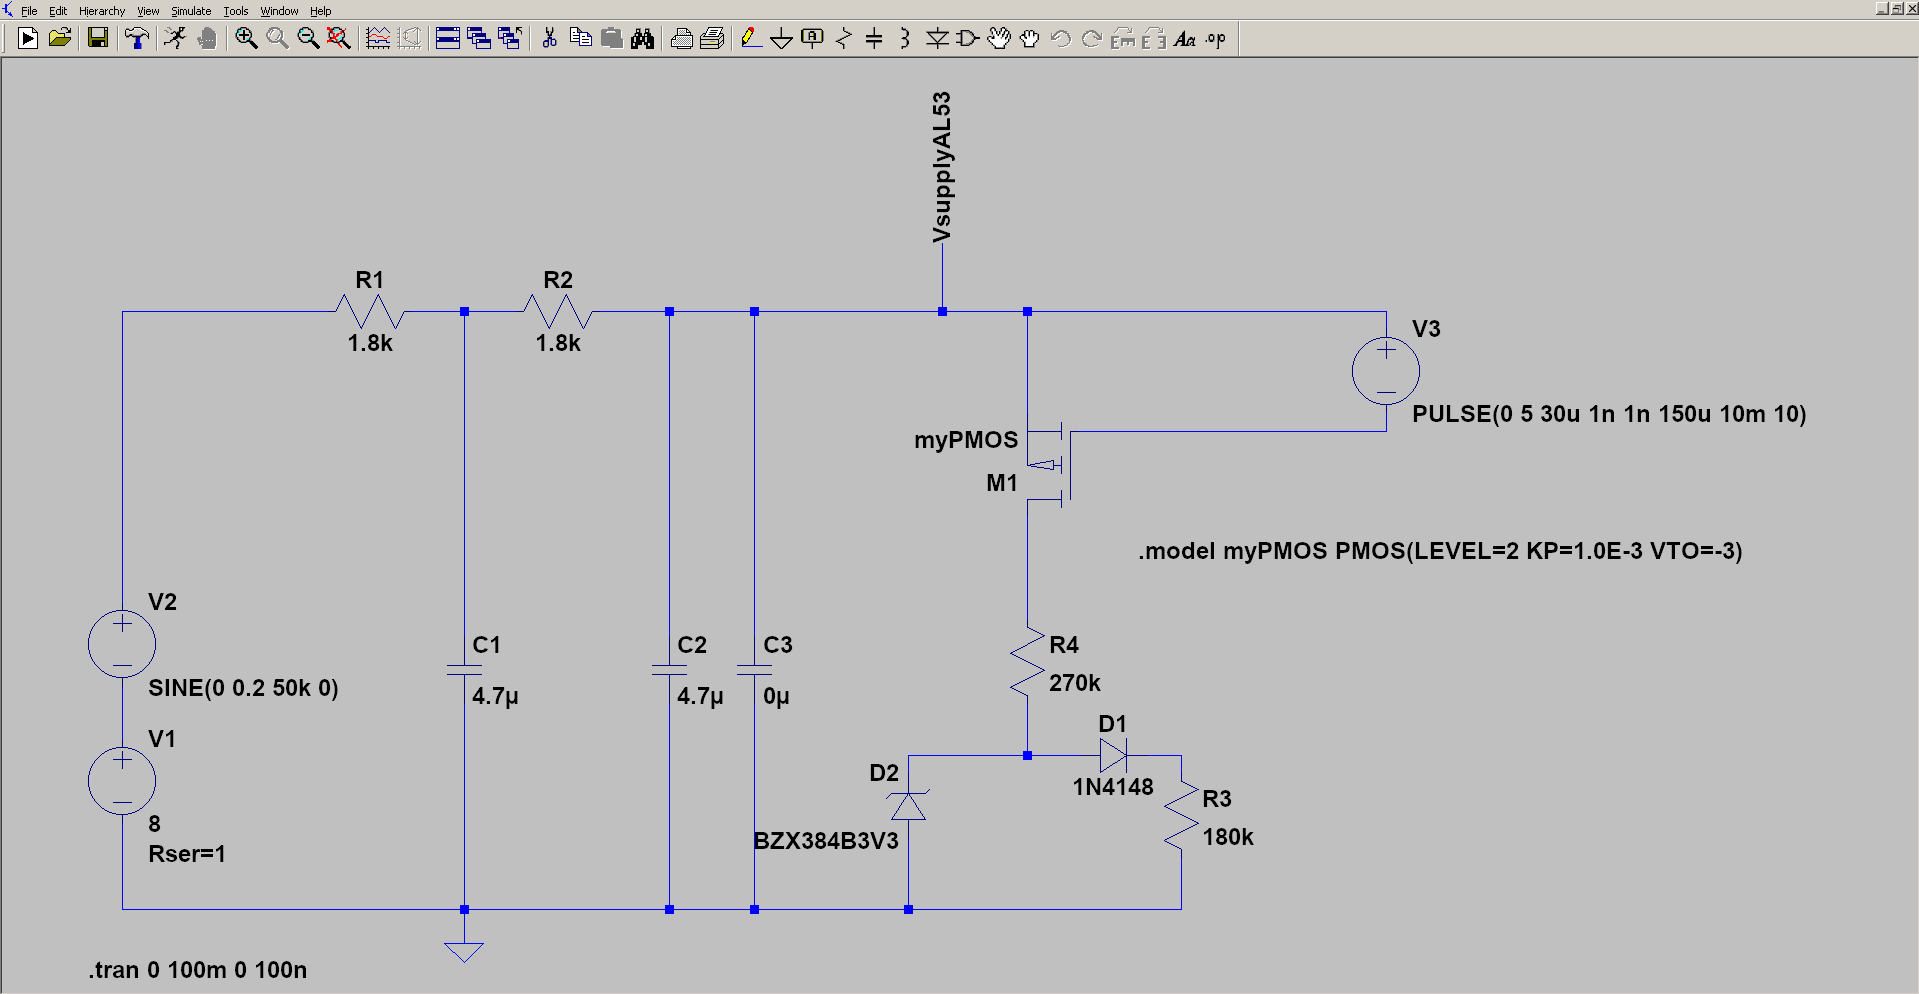 File Edit Hierarchy View Simulate Tools Window Help
A Aa .op
VsupplyAL53
R1
1.8k
R2
1.8k
V3
PULSE(0 5 30u 1n 1n 150u 10m 10)
myPMOS
M1
.model myPMOS PMOS(LEVEL=2 KP=1.0E-3 VTO=-3)
V2
SINE(0 0.2 50k 0)
V1
8
Rser=1
C1
4.7µ
C2
4.7µ
C3
0µ
R4
270k
D1
1N4148
D2
BZX384B3V3
R3
180k
.tran 0 100m 0 100n